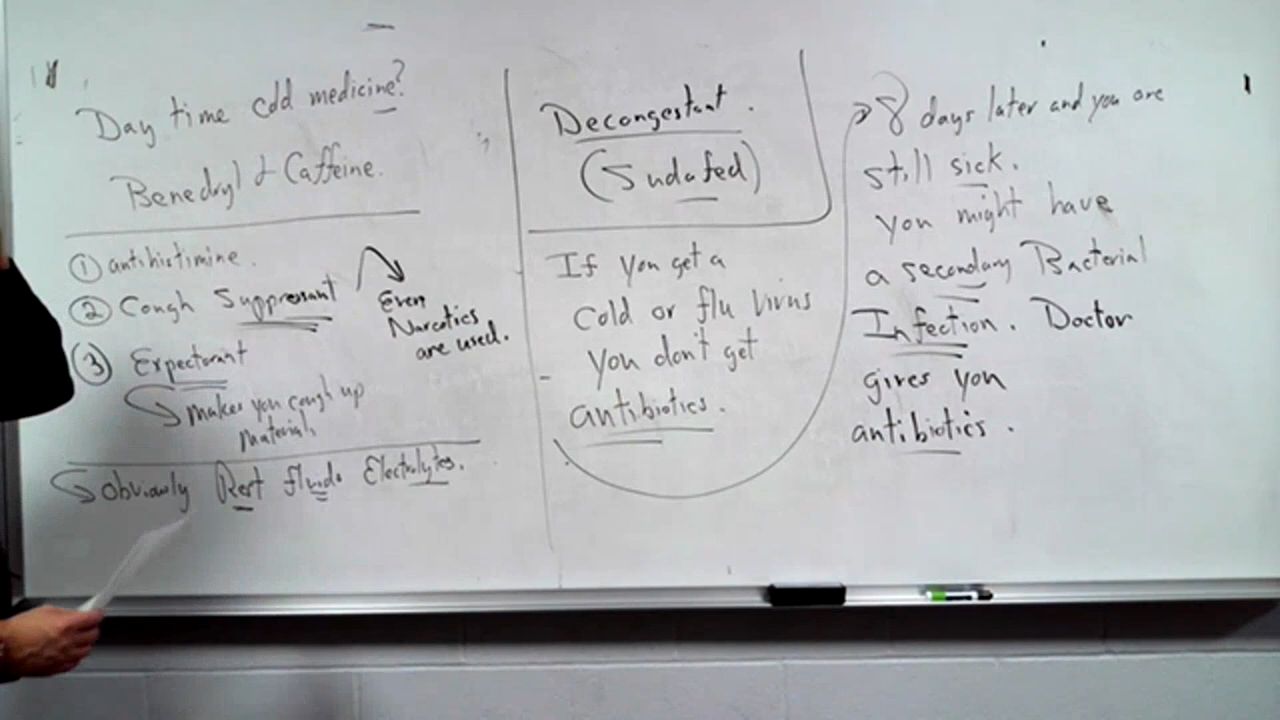 Day time cold medicine?
Benedryl & Caffeine.
① antihistimine.
② Cough Suppresant
Even
Narcotics
are used.
③ Expectorant
makes you cough up
material.
Obviously Rest fluids Electrolytes.
Decongestant.
(Sudafed)
If you get a
Cold or flu virus
you don't get
antibiotics.
8 days later and you are
still sick.
you might have
a secondary Bacterial
Infection. Doctor
gives you
antibiotics.